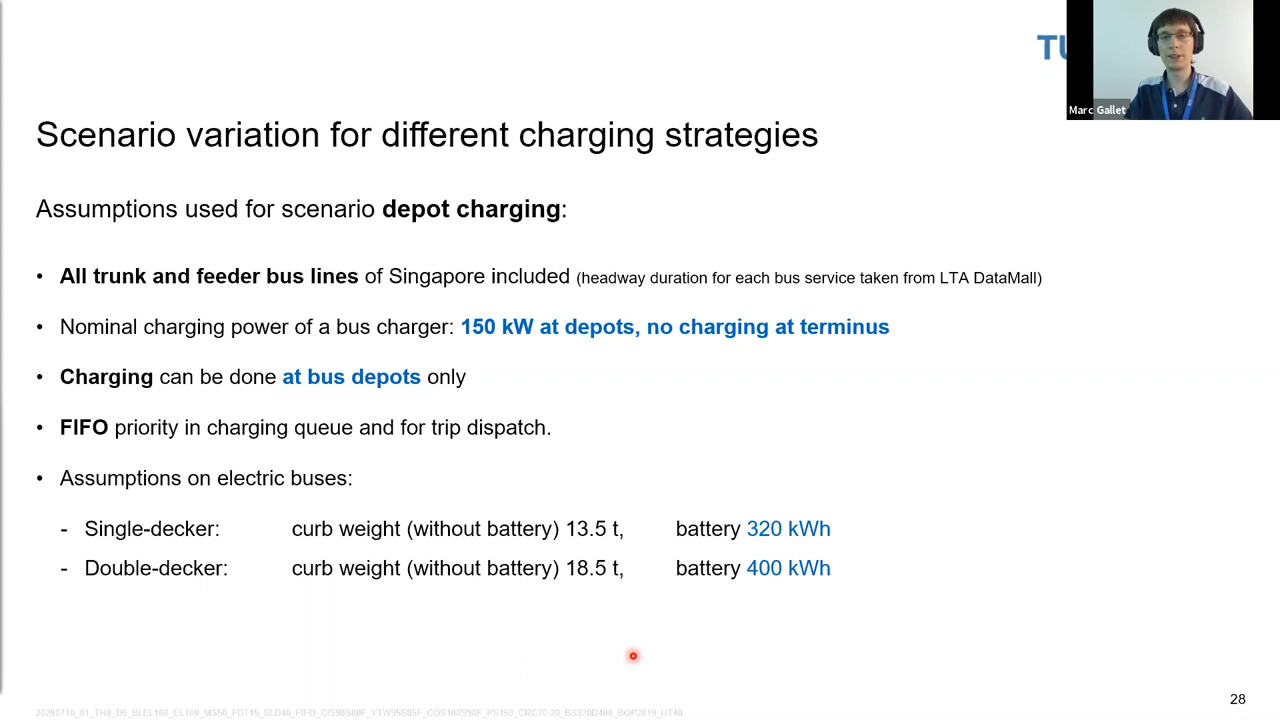 TU
Marc Gallet
Scenario variation for different charging strategies
Assumptions used for scenario depot charging:
• All trunk and feeder bus lines of Singapore included (headway duration for each bus service taken from LTA DataMall)
• Nominal charging power of a bus charger: 150 kW at depots, no charging at terminus
• Charging can be done at bus depots only
• FIFO priority in charging queue and for trip dispatch.
• Assumptions on electric buses:
- Single-decker: curb weight (without battery) 13.5 t, battery 320 kWh
- Double-decker: curb weight (without battery) 18.5 t, battery 400 kWh
28